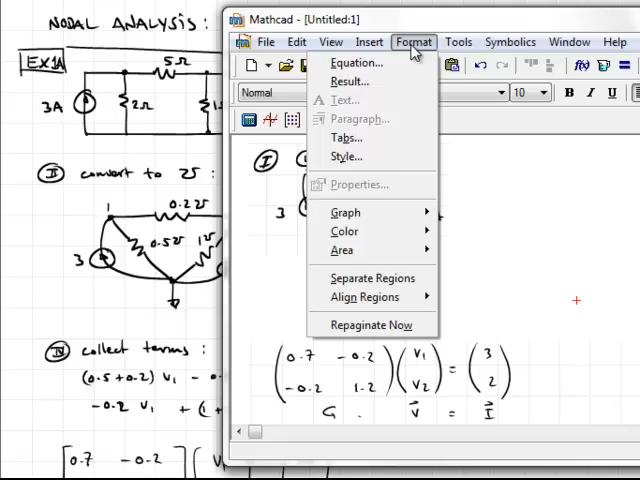 NODAL ANALYSIS:
EX1A
5Ω
3A
2Ω
II convert to ℧:
1
0.2℧
0.5℧
1℧
3
IV collect terms:
(0.5+0.2) V1 - 0.
-0.2 V1 + (1
0.7 -0.2
Mathcad - [Untitled:1]
File Edit View Insert Format Tools Symbolics Window Help
Normal
10
B I U
Equation...
Result...
Text...
Paragraph...
Tabs...
Style...
Properties...
Graph
Color
Area
Separate Regions
Align Regions
Repaginate Now
I
3
0.7 -0.2 V1 = 3
-0.2 1.2 V2 2
G . V = I